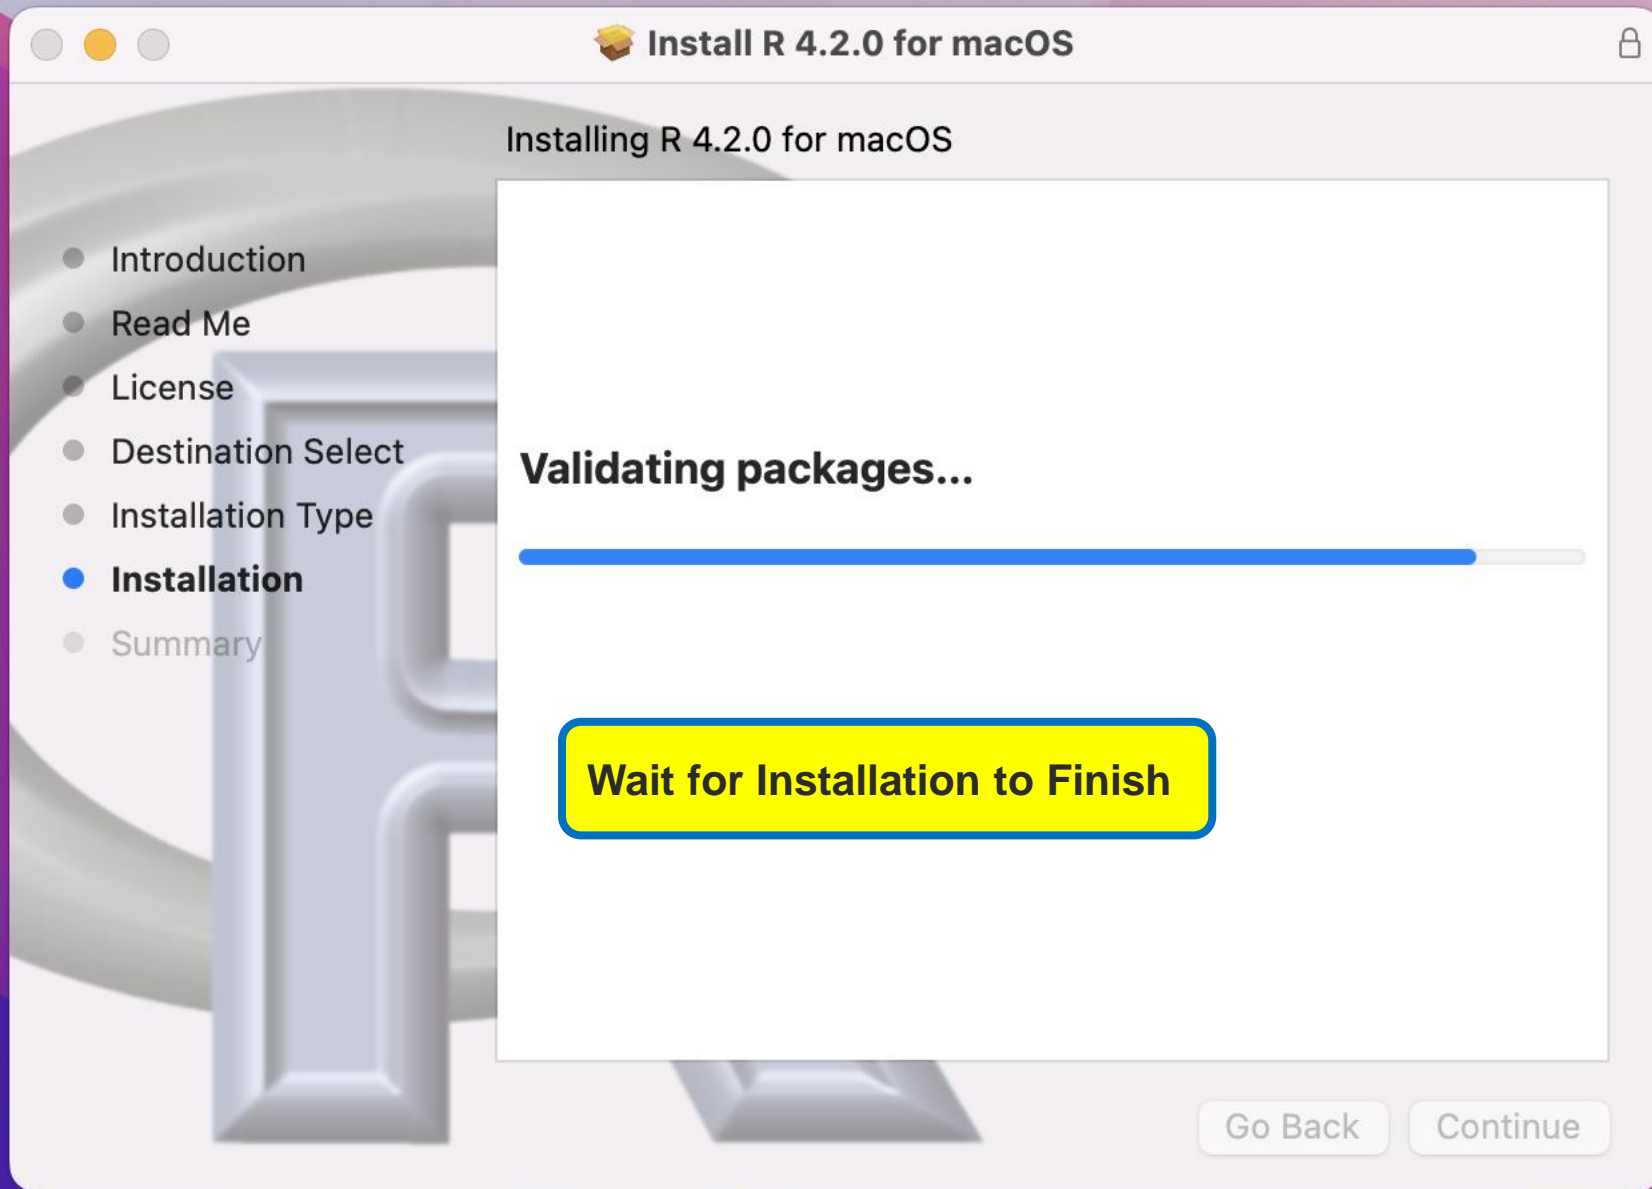 Install R 4.2.0 for macOS
Installing R 4.2.0 for macOS
Introduction
Read Me
License
Destination Select
Installation Type
Installation
Summary
Validating packages...
Wait for Installation to Finish
Go Back
Continue